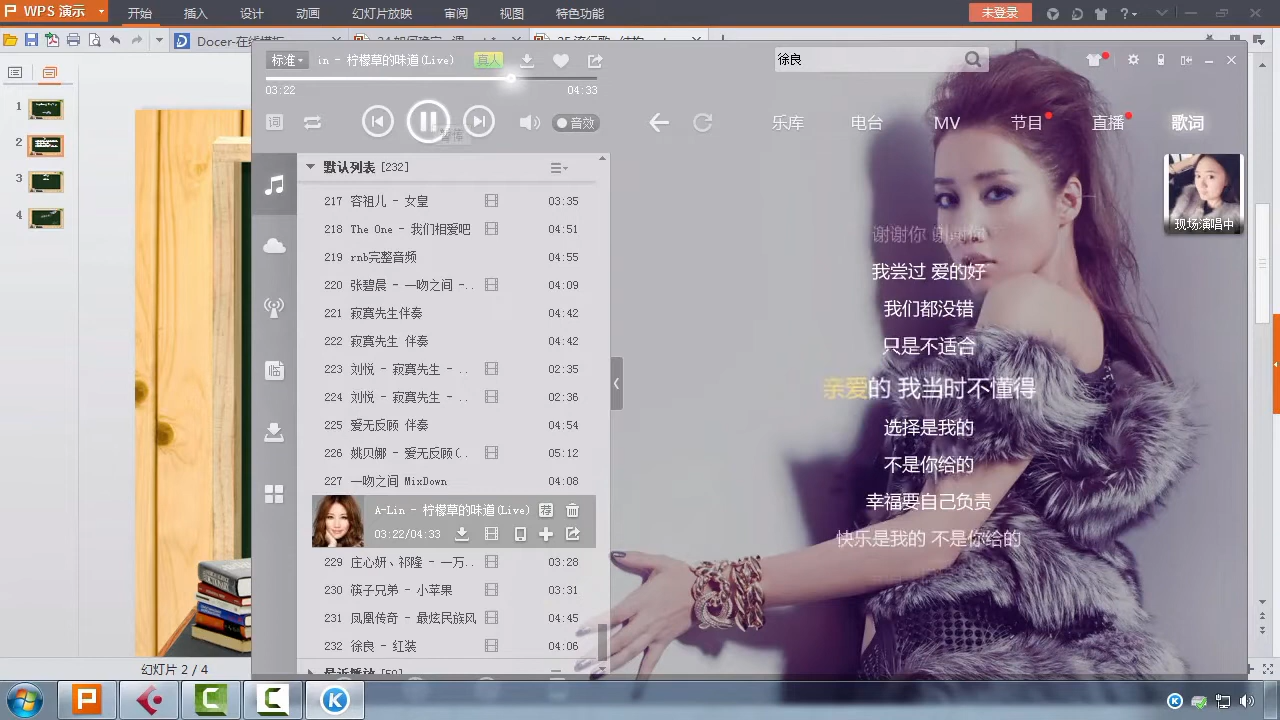 WPS 演示
开始
插入
设计
动画
幻灯片放映
审阅
视图
特色功能
未登录
标准
in - 柠檬草的味道(Live)
真人
徐良
03:22
04:33
词
音效
乐库
电台
MV
节目
直播
歌词
默认列表 [232]
217 容祖儿 - 女皇 03:35
218 The One - 我们相爱吧 04:51
219 rnb完整音频 04:55
220 张碧晨 - 一吻之间 -.. 04:09
221 寂寞先生伴奏 04:42
222 寂寞先生 伴奏 04:42
223 刘悦 - 寂寞先生 - .. 02:35
224 刘悦 - 寂寞先生 - .. 02:35
225 爱无反顾 伴奏 04:54
226 姚贝娜 - 爱无反顾(.. 05:12
227 一吻之间 MixDown 04:08
A-Lin - 柠檬草的味道(Live)
03:22/04:33
229 庄心妍、祁隆 - 一万.. 03:28
230 筷子兄弟 - 小苹果 03:31
231 凤凰传奇 - 最炫民族风 04:45
232 徐良 - 红装 04:06
现场演唱中
谢谢你 谢谢你
我尝过 爱的好
我们都没错
只是不适合
亲爱的 我当时不懂得
选择是我的
不是你给的
幸福要自己负责
快乐是我的 不是你给的
1
2
3
4
幻灯片 2 / 4